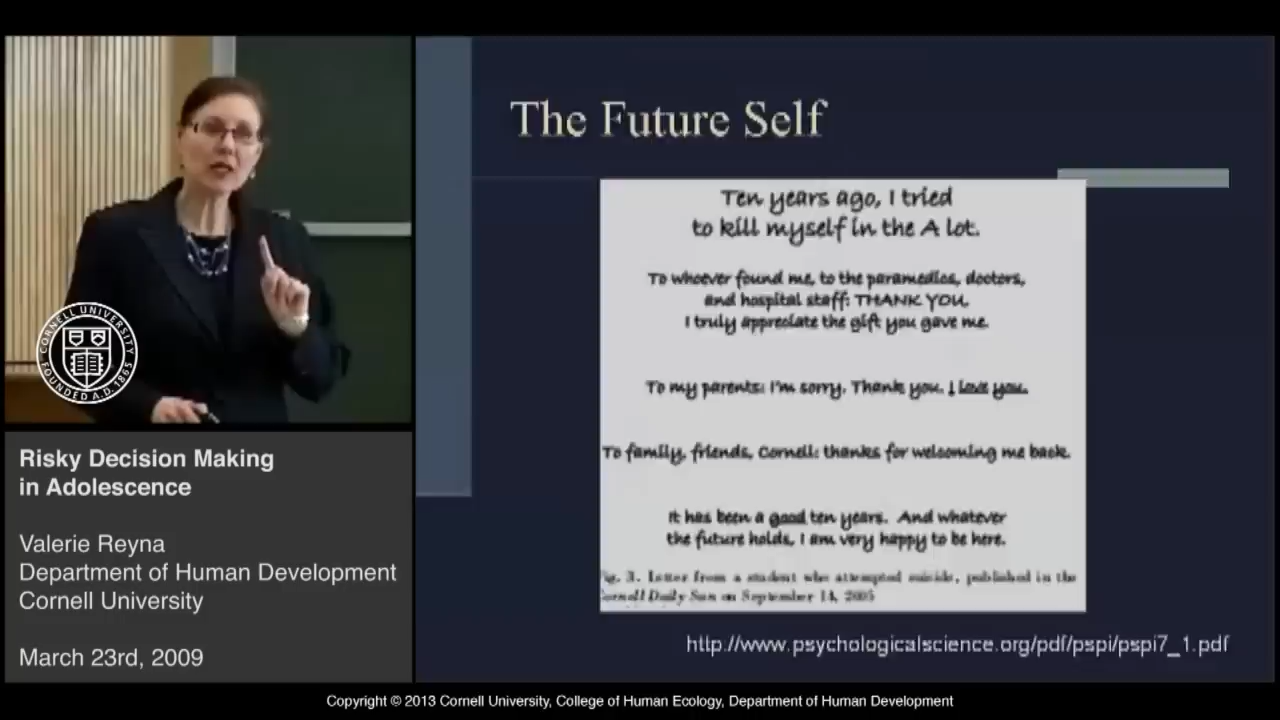 The Future Self
Ten years ago, I tried
to kill myself in the A lot.
To whoever found me, to the paramedics, doctors,
and hospital staff: THANK YOU.
I truly appreciate the gift you gave me.
To my parents: I'm sorry. Thank you. I love you.
To family, friends, Cornell: thanks for welcoming me back.
It has been a good ten years. And whatever
the future holds, I am very happy to be here.
ig. 3. Letter from a student who attempted suicide, published in the
ornell Daily Sun on September 14, 2005
http://www.psychologicalscience.org/pdf/pspi/pspi7_1.pdf
CORNELL UNIVERSITY
FOUNDED A.D. 1865
Risky Decision Making
in Adolescence
Valerie Reyna
Department of Human Development
Cornell University
March 23rd, 2009
Copyright © 2013 Cornell University, College of Human Ecology, Department of Human Development